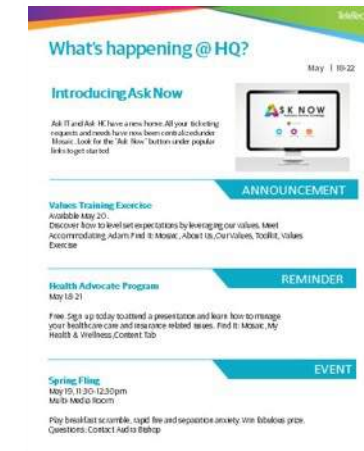 TeleTec
What's happening @ HQ?
May | 18-22
Introducing Ask Now
Ask IT and Ask HC have a new home. All your ticketing
requests and needs have now been centralized under
Mosaic. Look for the "Ask Now" button under popular
links to get started
ASK NOW
ANNOUNCEMENT
Values Training Exercise
Available May 20.
Discover how to level set expectations by leveraging our values. Meet
Accommodating Adam. Find it: Mosaic, About Us, Our Values, Toolkit, Values
Exercise
REMINDER
Health Advocate Program
May 18-21
Free. Sign up today to attend a presentation and learn how to manage
your healthcare care and insurance related issues. Find it: Mosaic, My
Health & Wellness, Content Tab
EVENT
Spring Fling
May 19, 11:30-12:30pm
Multi-Media Room
Play breakfast scramble, rapid fire and separation anxiety. Win fabulous prize.
Questions: Contact Audra Bishop